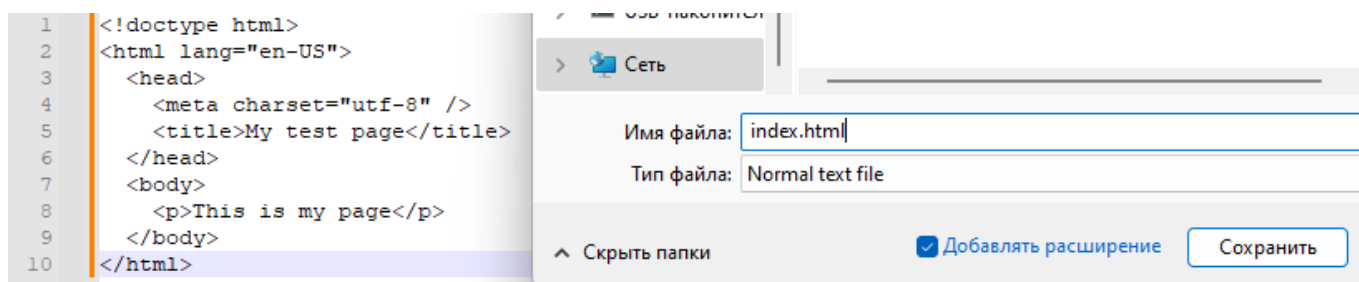 1 <!doctype html>
2 <html lang="en-US">
3 <head>
4 <meta charset="utf-8" />
5 <title>My test page</title>
6 </head>
7 <body>
8 <p>This is my page</p>
9 </body>
10 </html>
Сеть
Имя файла: index.html
Тип файла: Normal text file
Скрыть папки
Добавлять расширение
Сохранить